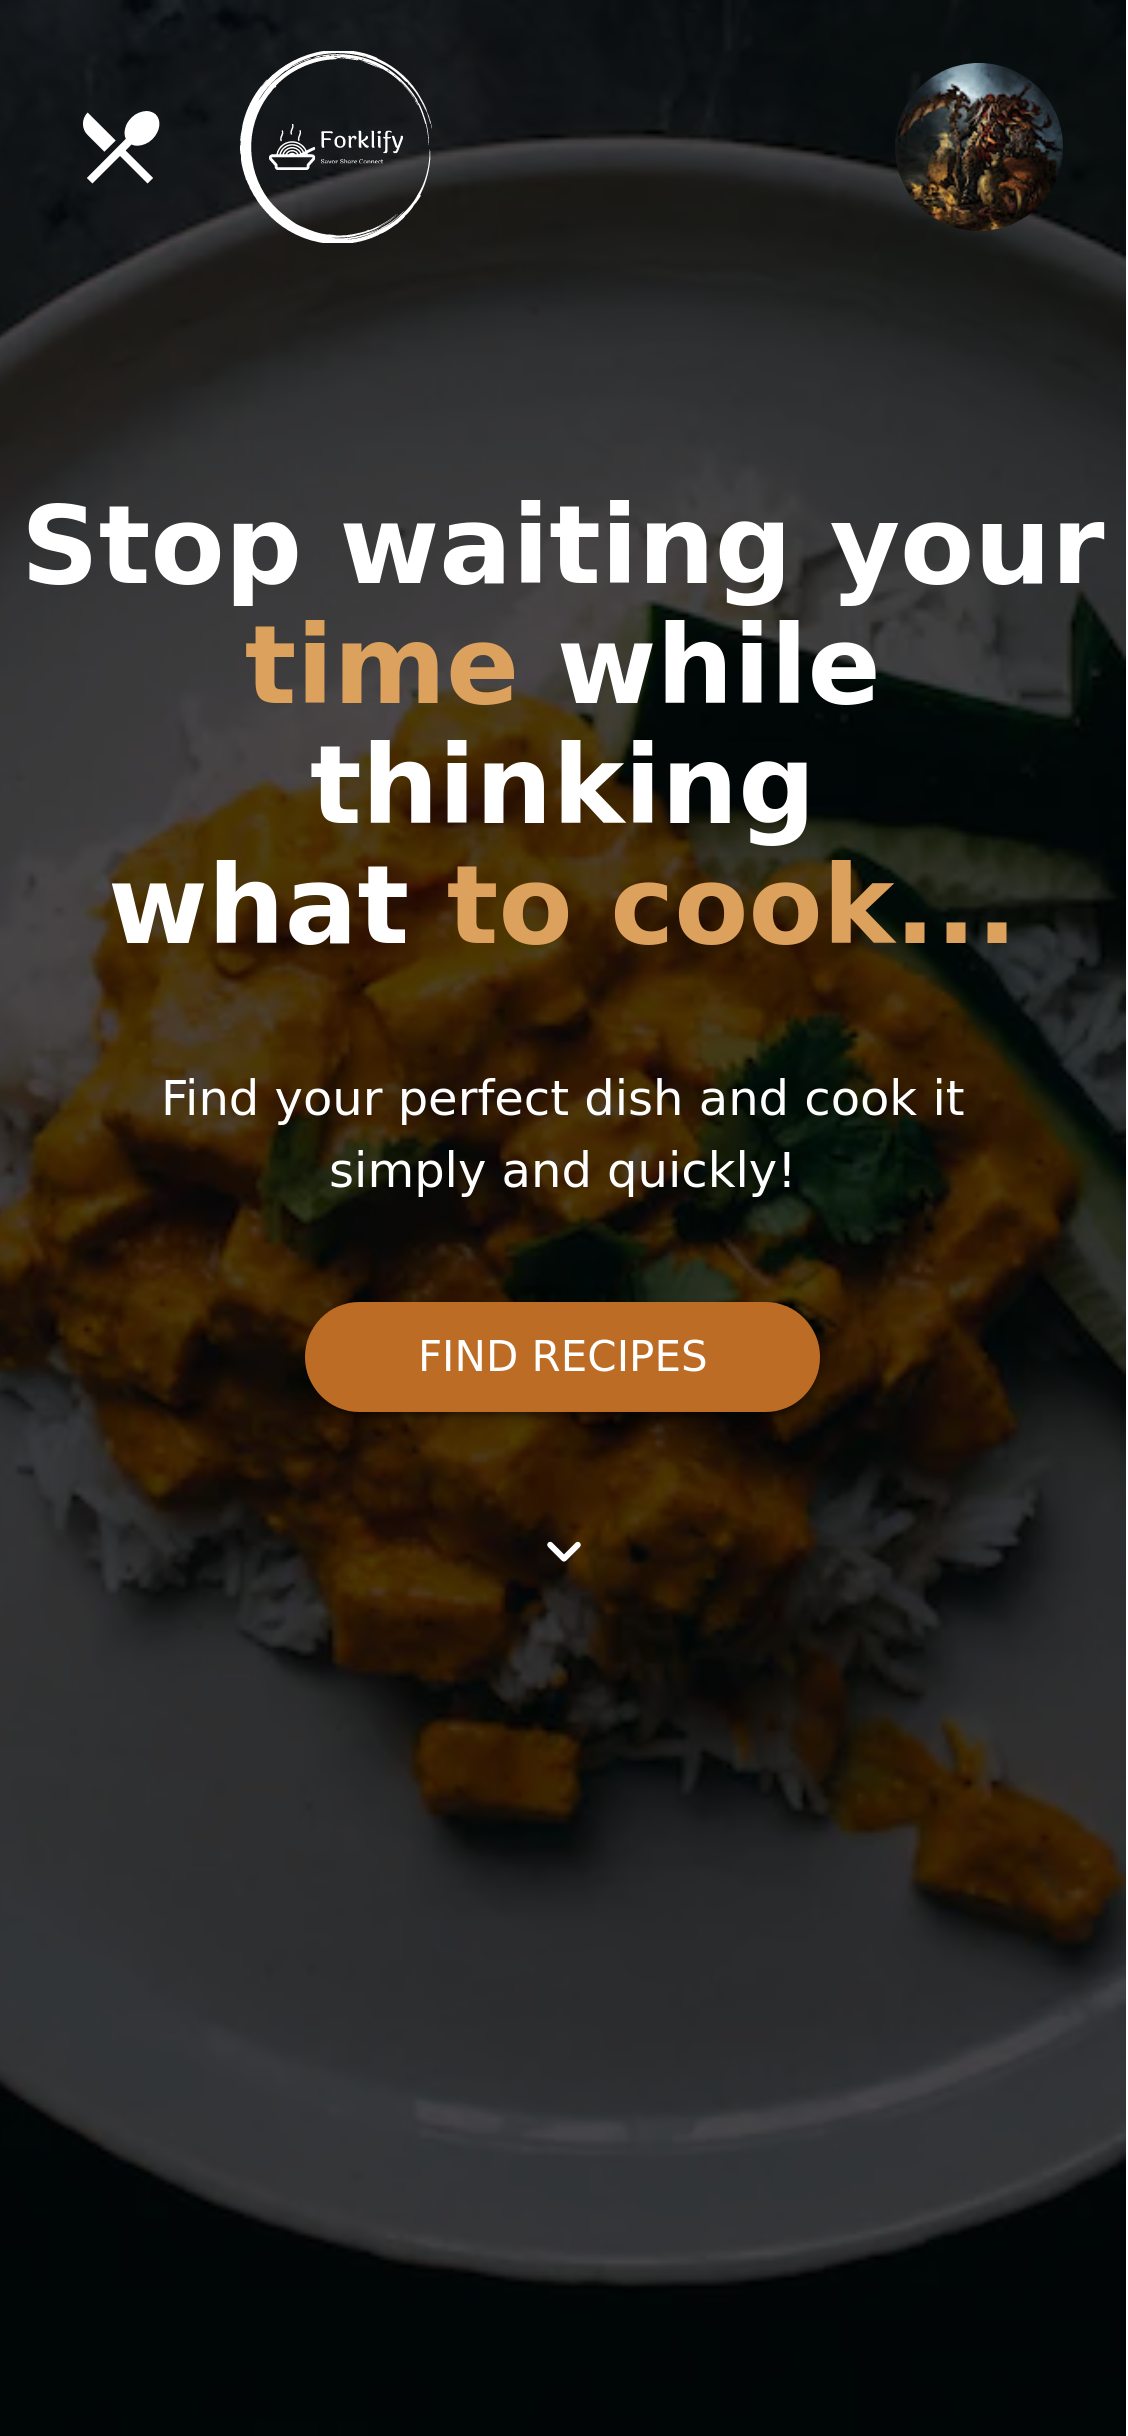 Forklify
Savor Share Connect
Stop waiting your
time while
thinking
what to cook...
Find your perfect dish and cook it
simply and quickly!
FIND RECIPES